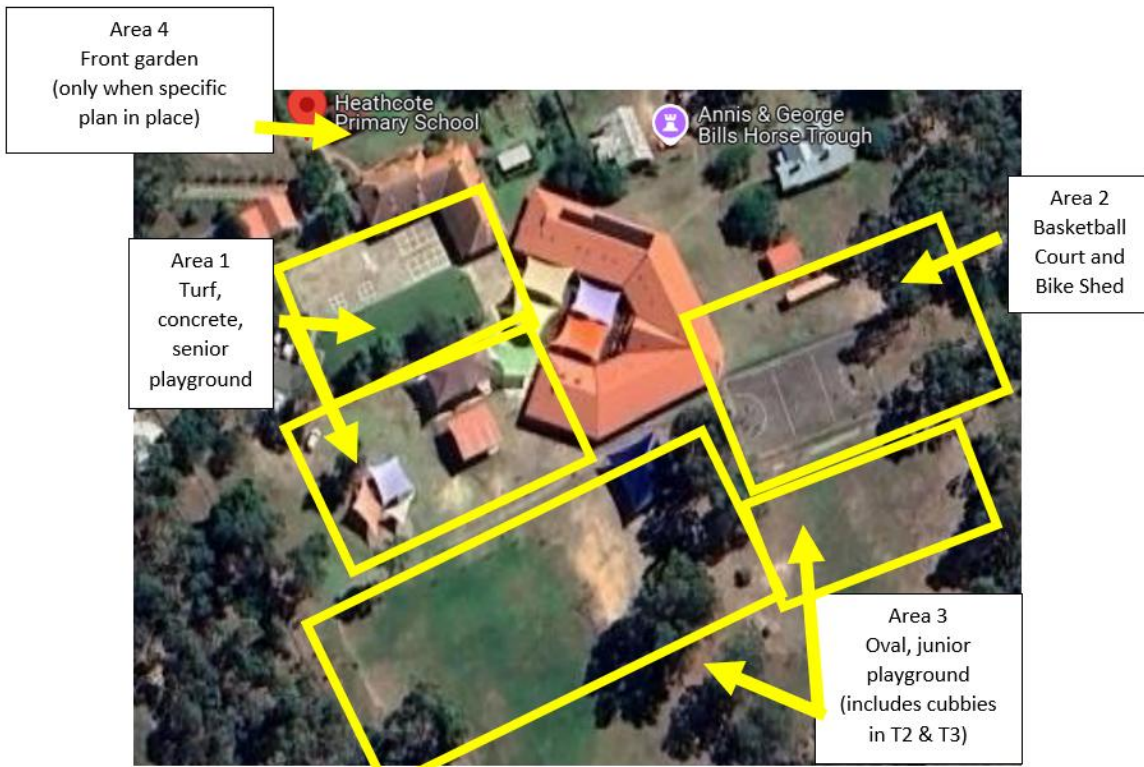 Area 4
Front garden
(only when specific
plan in place)
Heathcote
Primary School
Annis & George
Bills Horse Trough
Area 2
Basketball
Court and
Bike Shed
Area 1
Turf,
concrete,
senior
playground
Area 3
Oval, junior
playground
(includes cubbies
in T2 & T3)